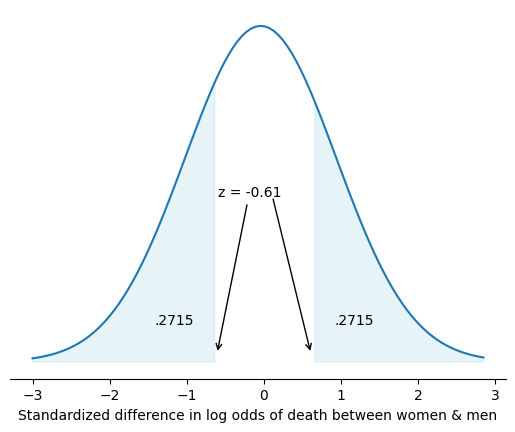 z = -0.61
.2715 .2715
−3 −2 −1 0 1 2 3
Standardized difference in log odds of death between women & men